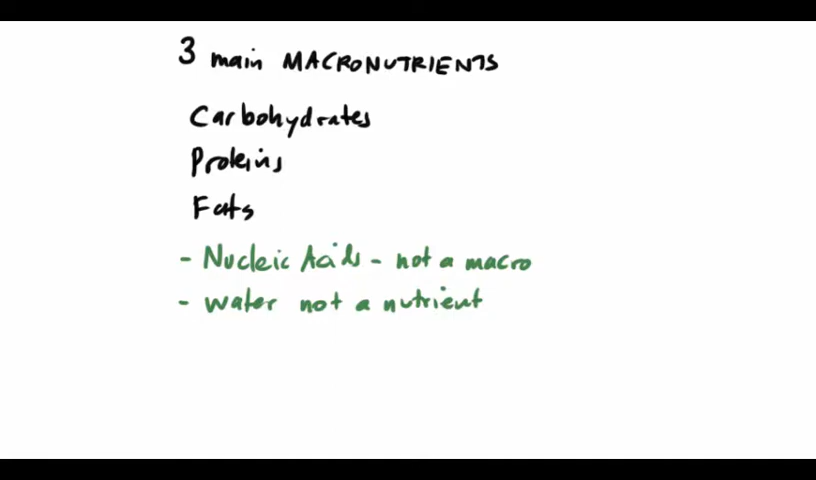 3 main MACRONUTRIENTS
Carbohydrates
Proteins
Fats
- Nucleic Acids - not a macro
- water not a nutrient